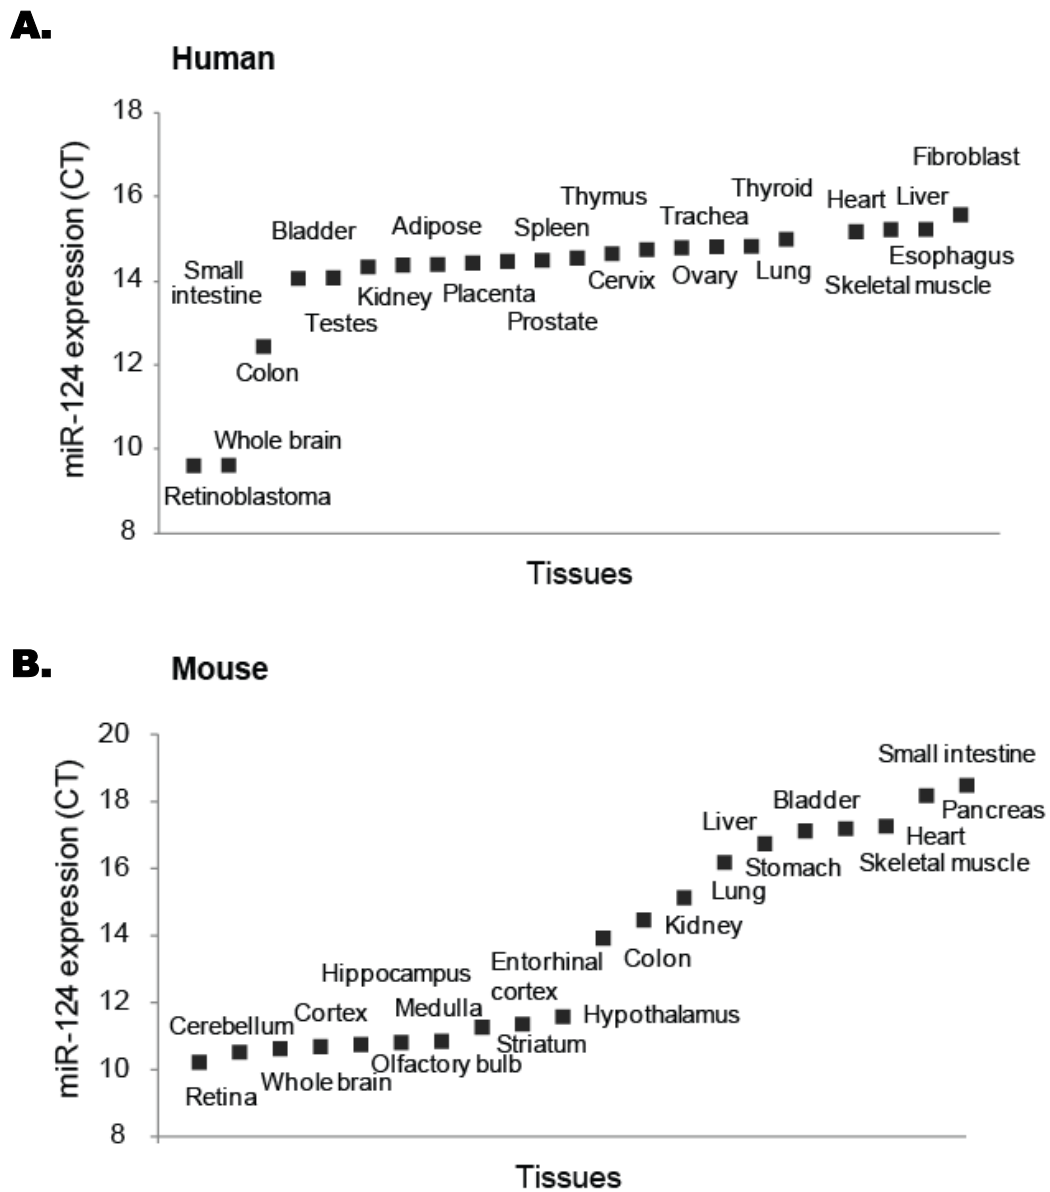 A.
Human
18
16
14
12
10
8
miR-124 expression (CT)
Fibroblast
Thyroid
Thymus
Heart
Liver
Trachea
Adipose
Spleen
Bladder
Small
intestine
Esophagus
Lung
Ovary
Cervix
Skeletal muscle
Placenta
Kidney
Prostate
Testes
Colon
Whole brain
Retinoblastoma
Tissues
B.
Mouse
20
18
16
14
12
10
8
miR-124 expression (CT)
Small intestine
Bladder
Pancreas
Liver
Heart
Stomach
Skeletal muscle
Lung
Kidney
Colon
Entorhinal
cortex
Hippocampus
Medulla
Cortex
Hypothalamus
Cerebellum
Striatum
Olfactory bulb
Whole brain
Retina
Tissues